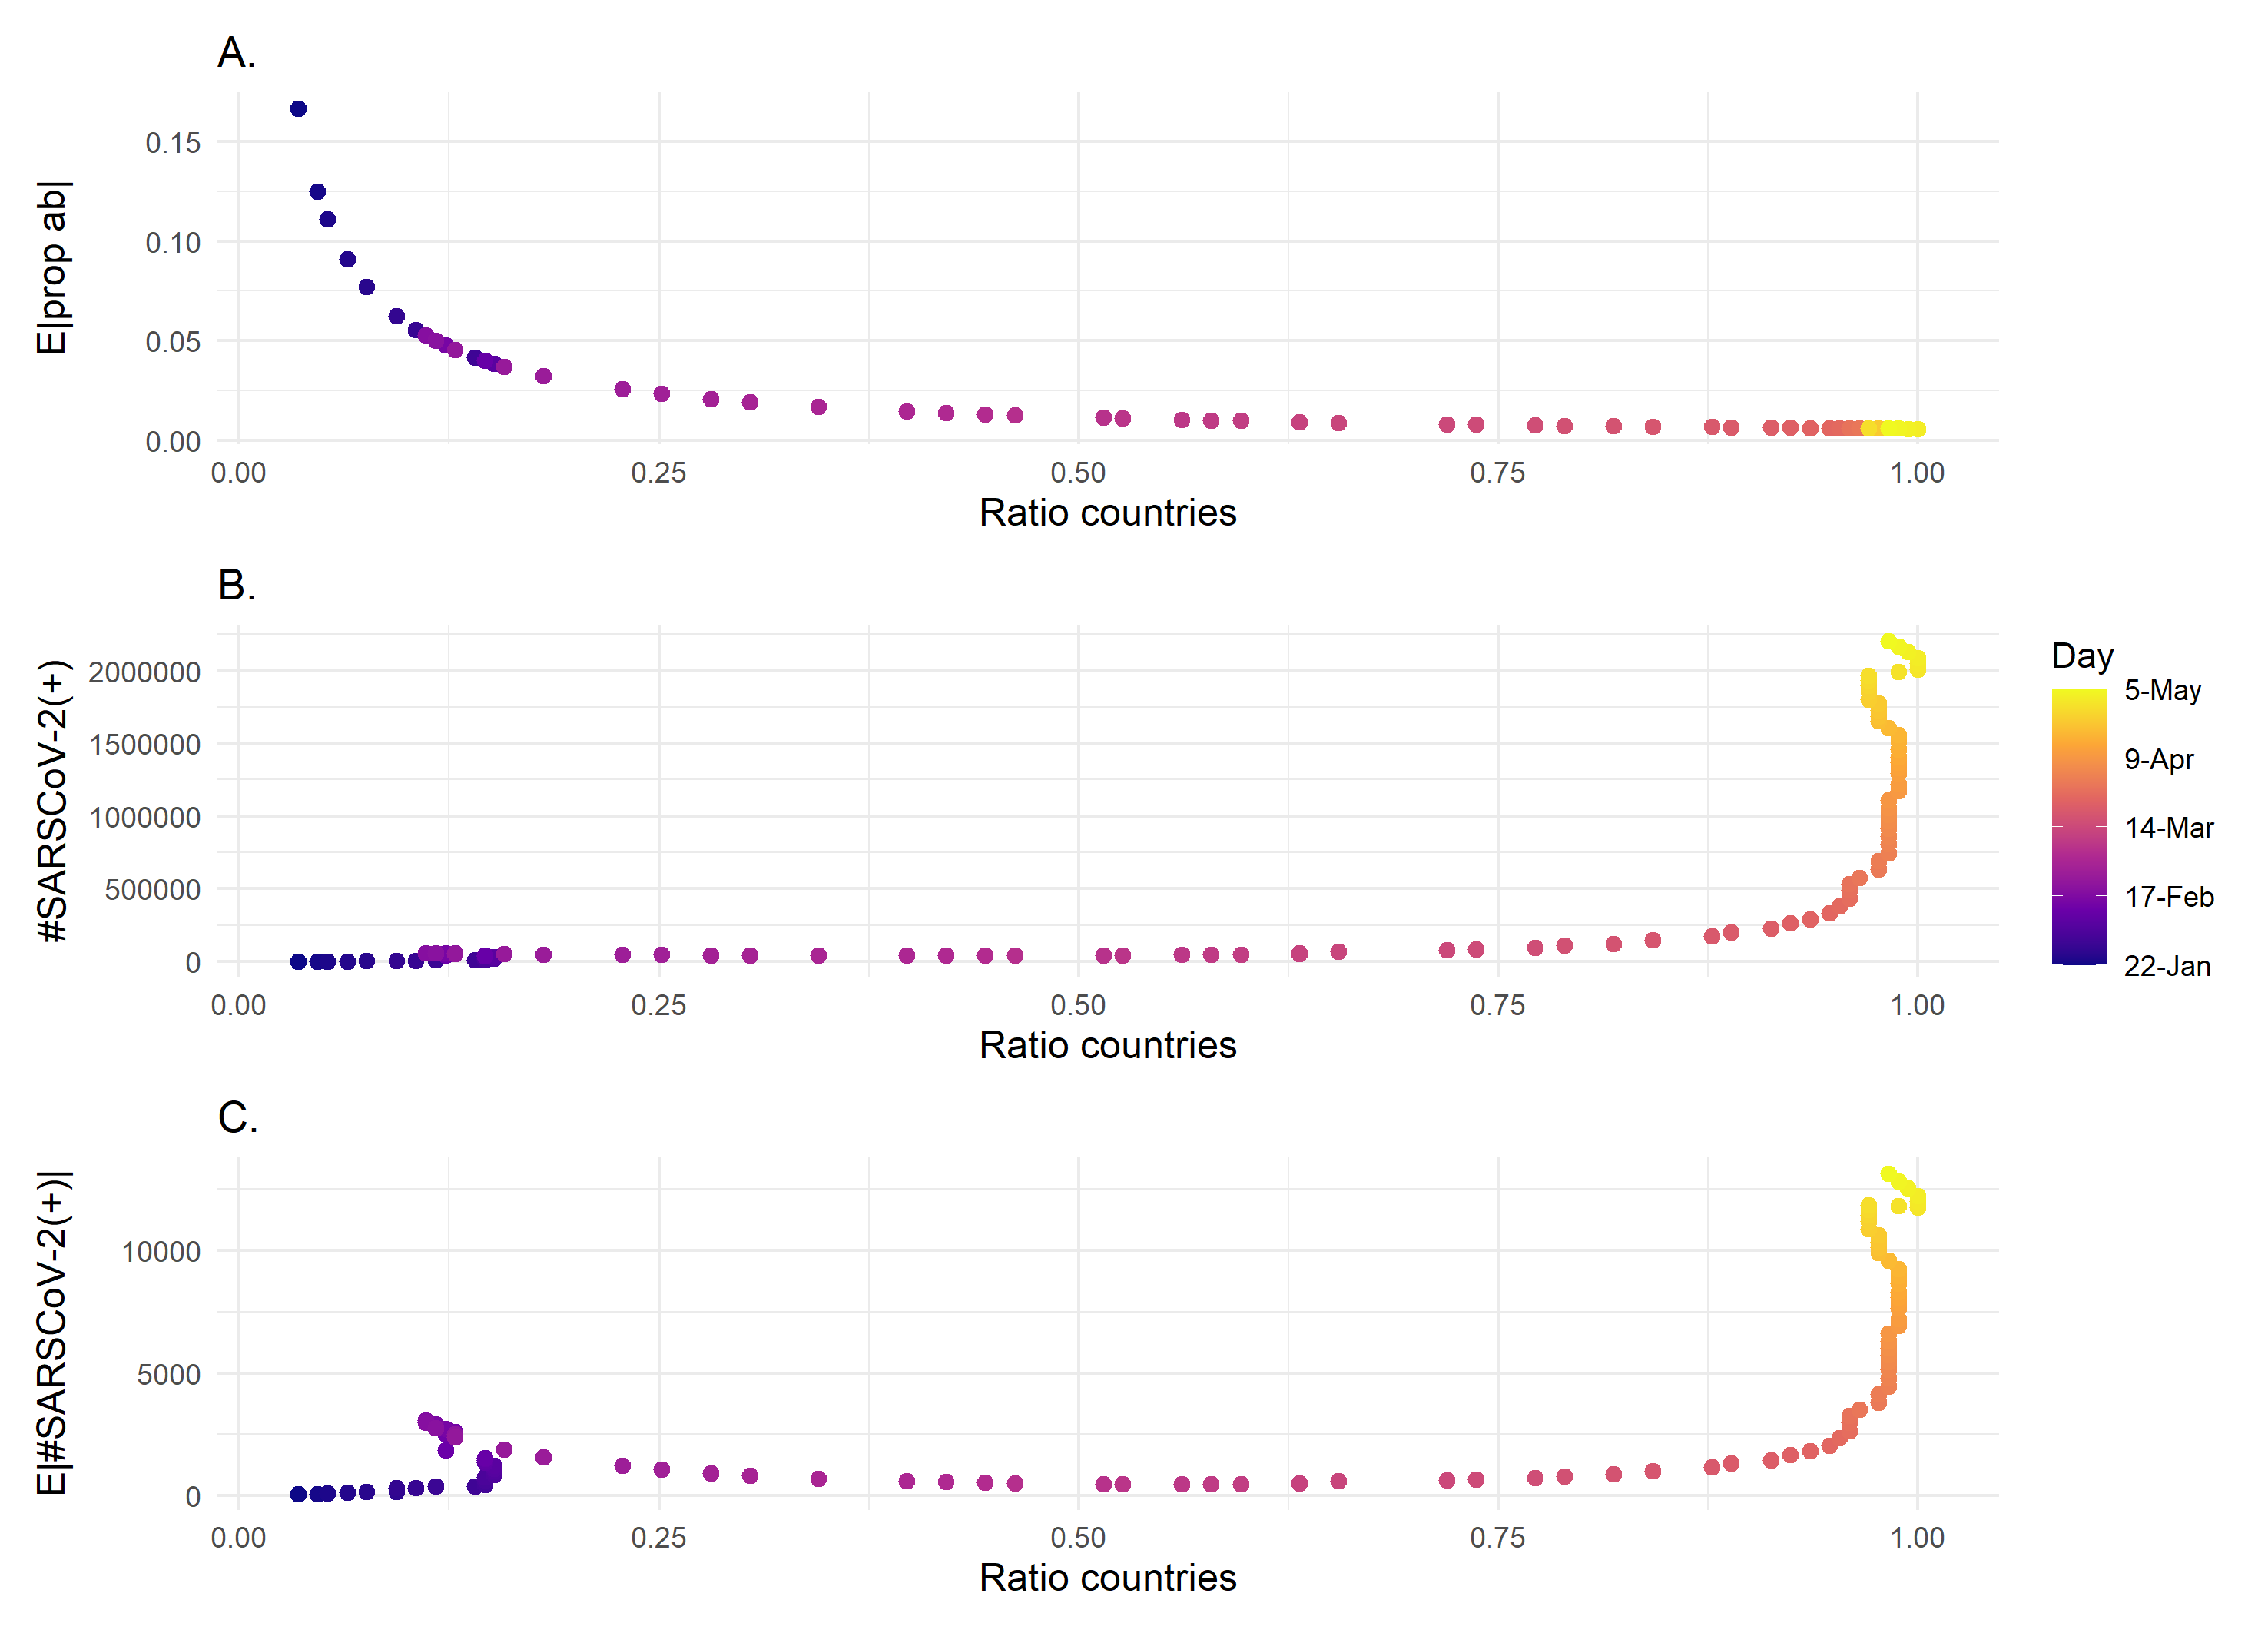 A.
E|prop ab|
0.15
0.10
0.05
0.00
0.00 0.25 0.50 0.75 1.00
Ratio countries
B.
#SARSCoV-2(+)
2000000
1500000
1000000
500000
0
0.00 0.25 0.50 0.75 1.00
Ratio countries
Day
5-May
9-Apr
14-Mar
17-Feb
22-Jan
C.
E|#SARSCoV-2(+)|
10000
5000
0
0.00 0.25 0.50 0.75 1.00
Ratio countries